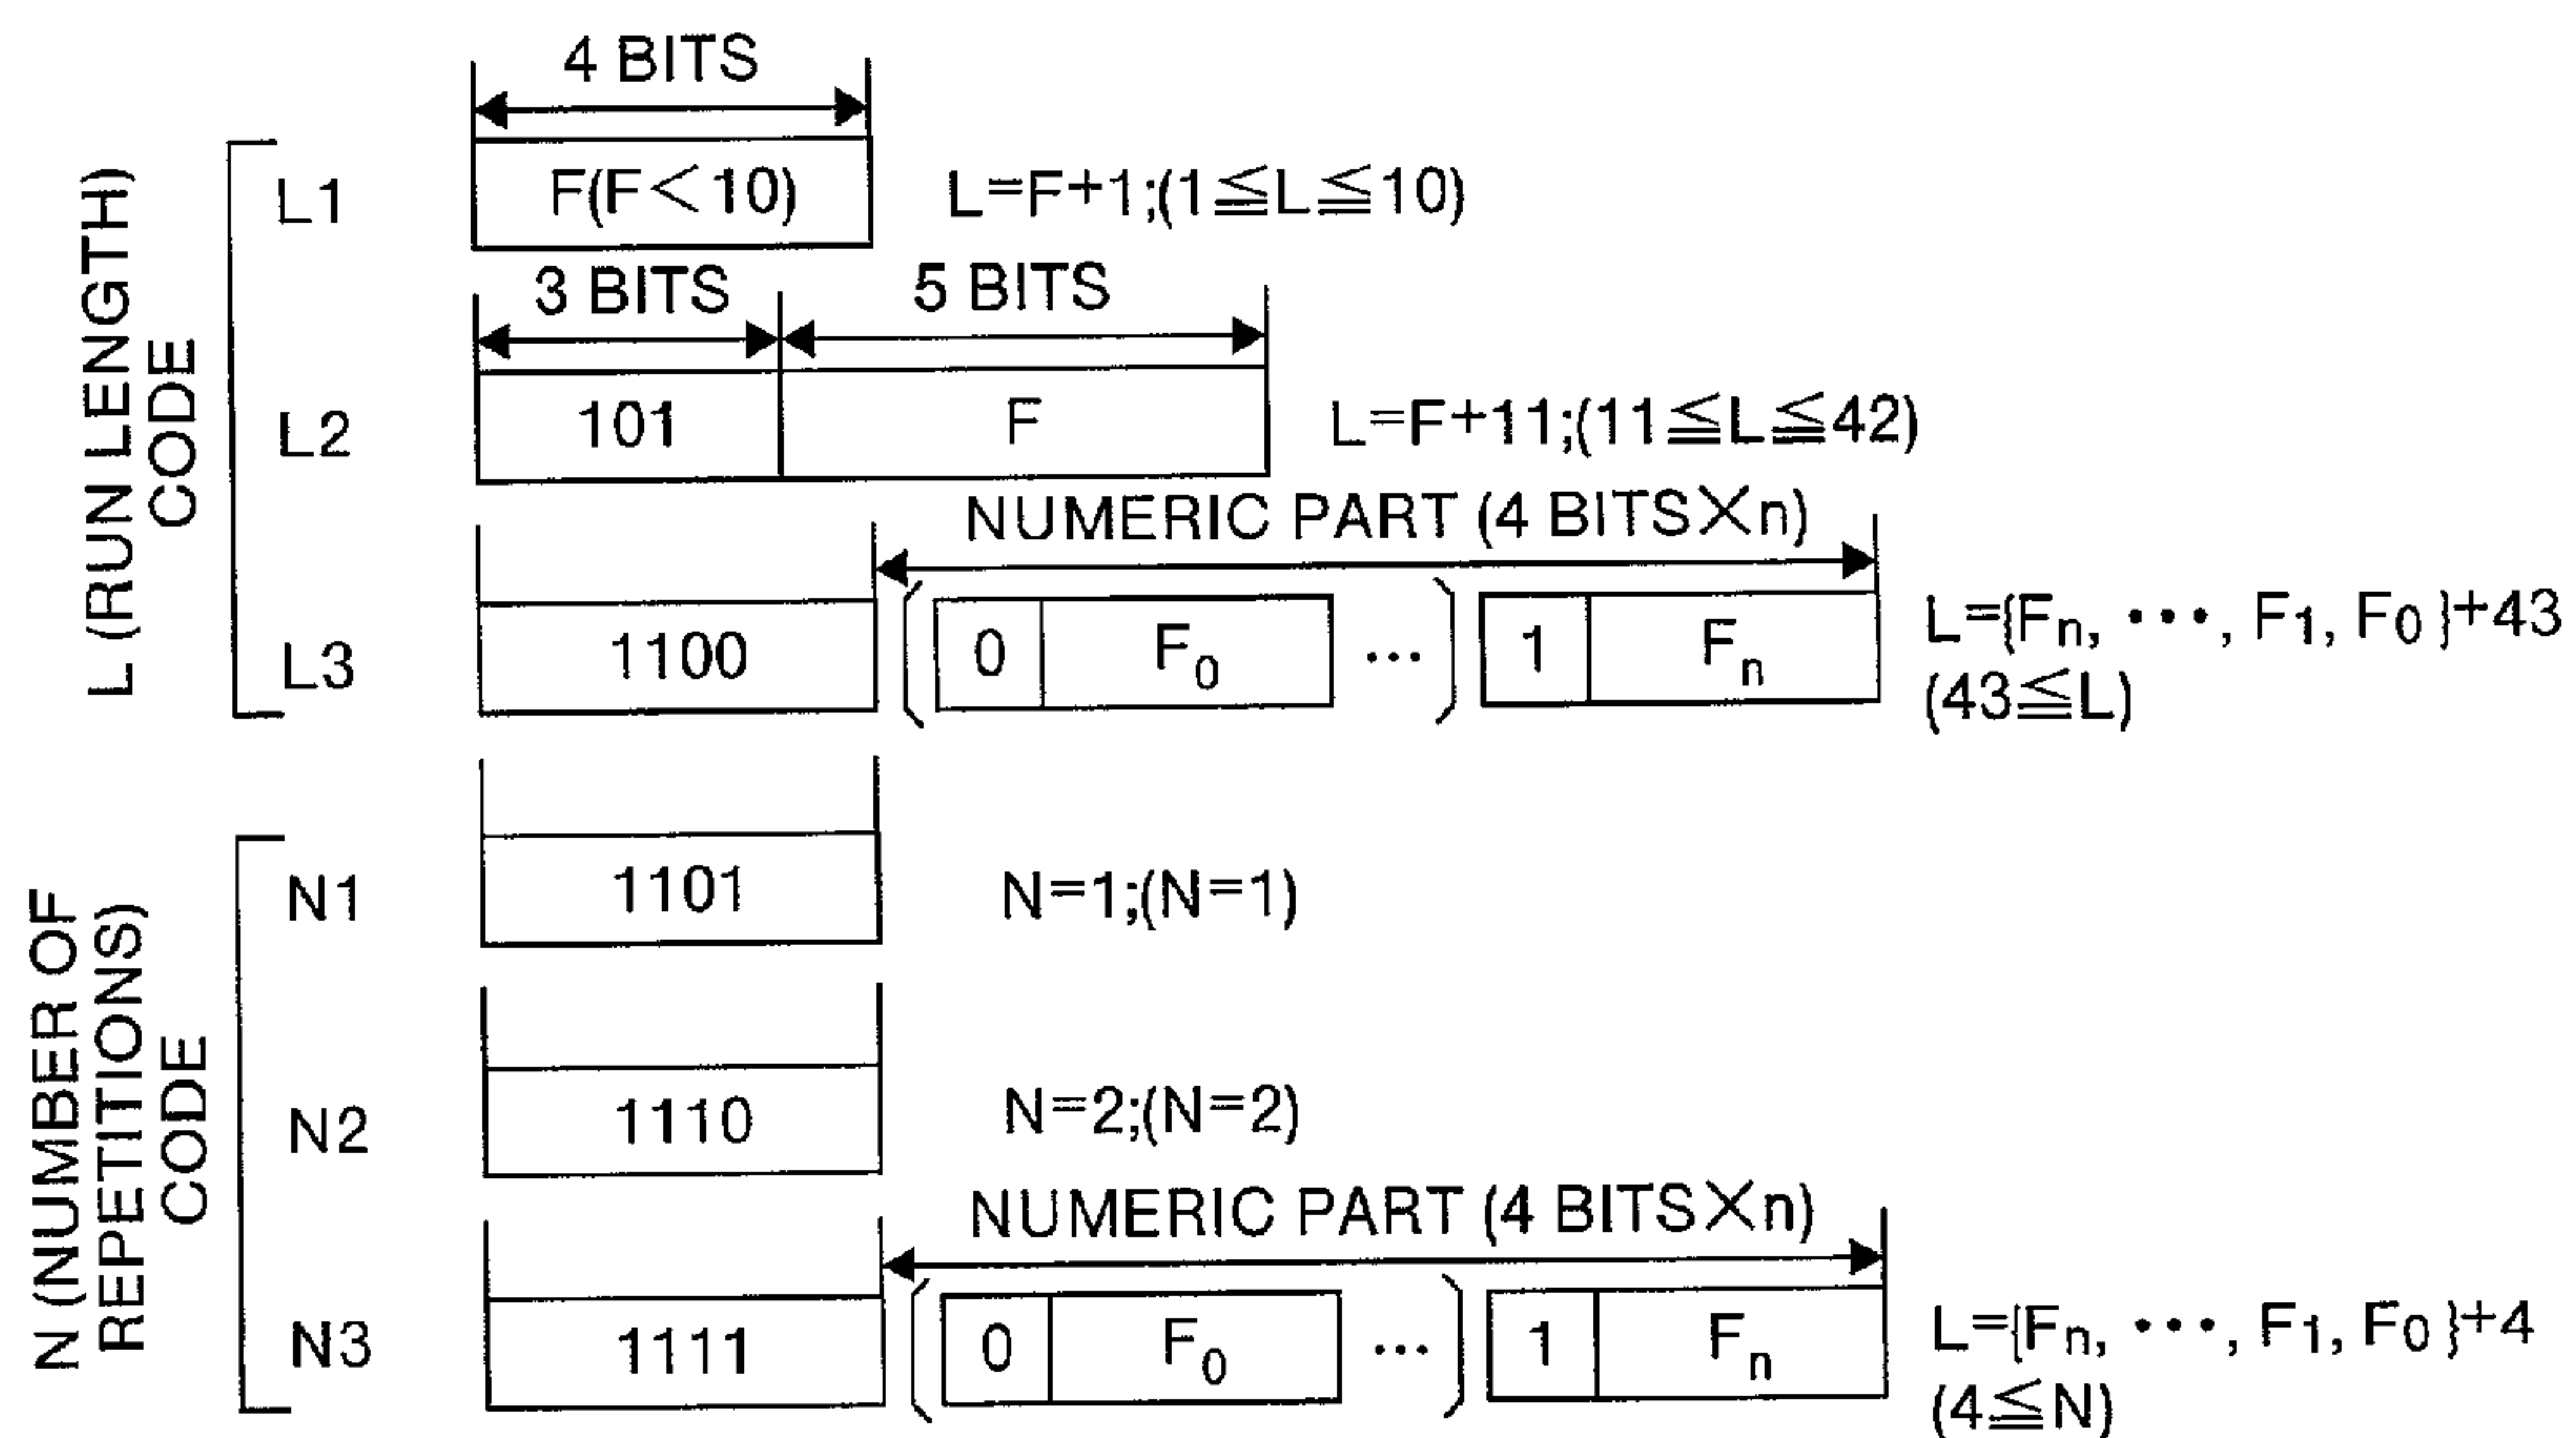 L (RUN LENGTH)
CODE
4 BITS
L1
F(F<10)
L=F+1;(1≦L≦10)
3 BITS
5 BITS
L2
101
F
L=F+11;(11≦L≦42)
NUMERIC PART (4 BITS×n)
L3
1100
( 0 F0 ··· ) 1 Fn
L={Fn, ···, F1, F0}+43
(43≦L)
N (NUMBER OF
REPETITIONS)
CODE
N1
1101
N=1;(N=1)
N2
1110
N=2;(N=2)
NUMERIC PART (4 BITS×n)
N3
1111
( 0 F0 ··· ) 1 Fn
L={Fn, ···, F1, F0}+4
(4≦N)